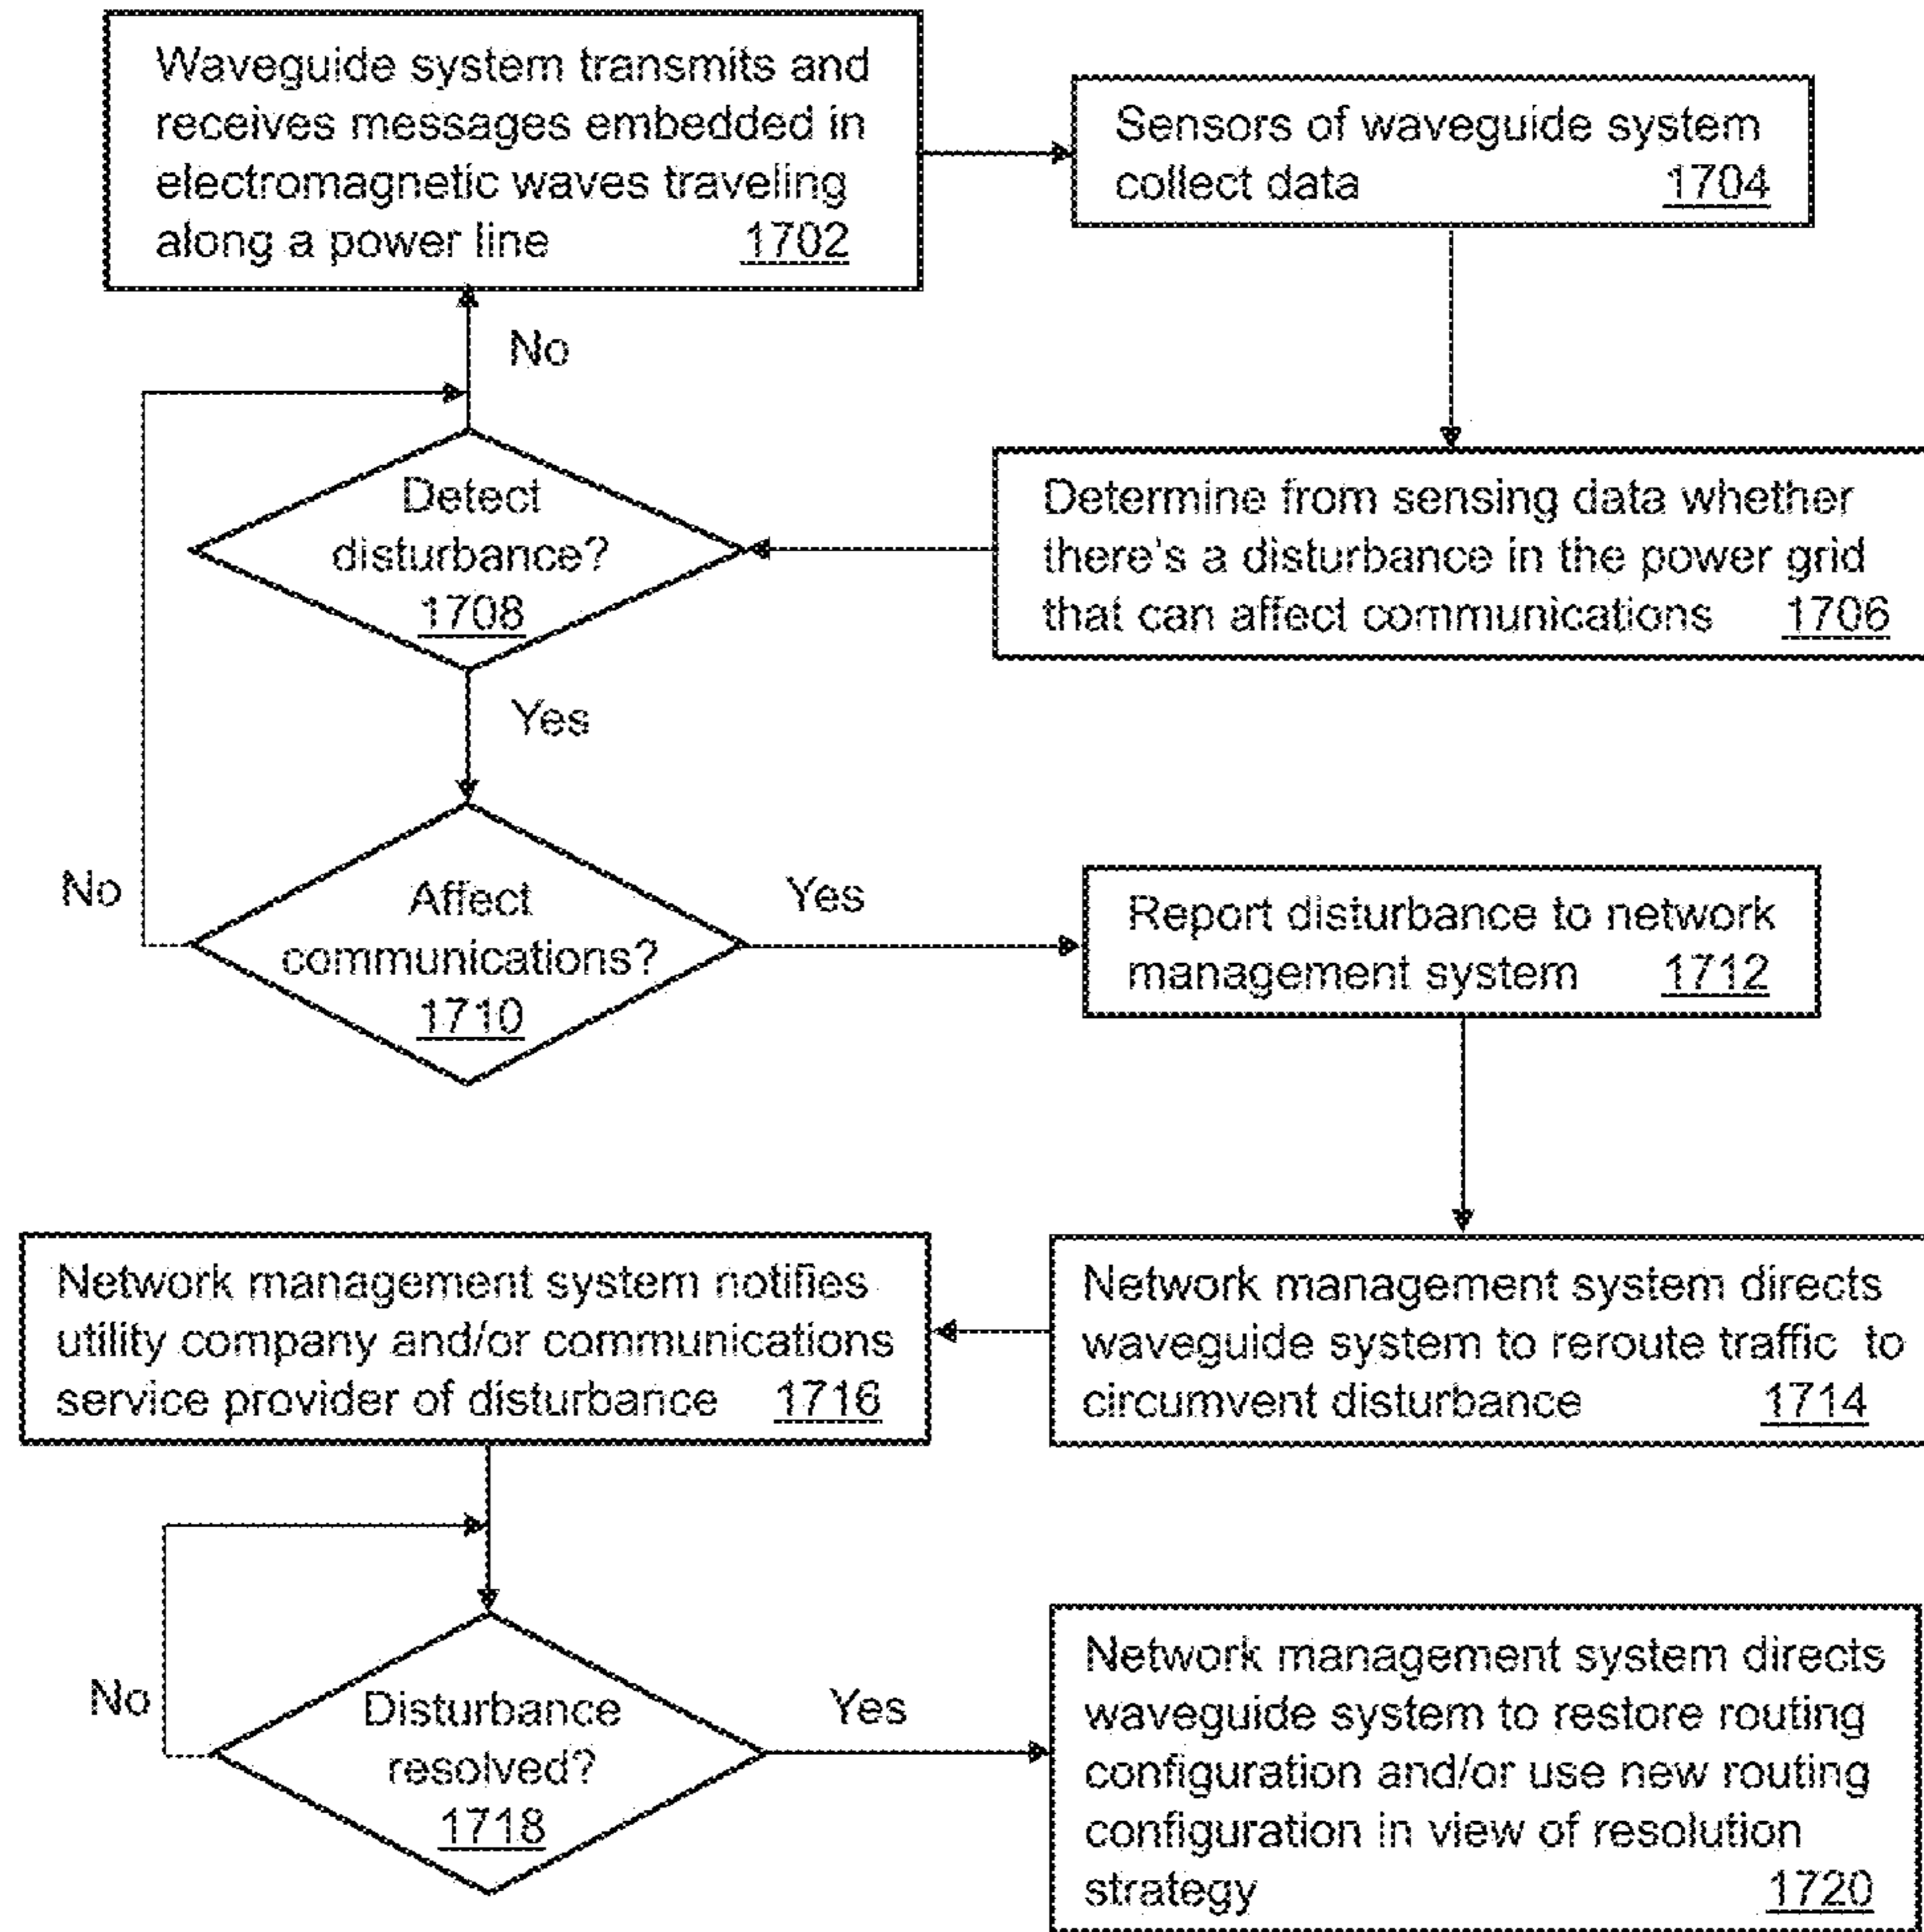 Waveguide system transmits and
receives messages embedded in
electromagnetic waves traveling
along a power line 1702
Sensors of waveguide system
collect data 1704
No
Detect
disturbance?
1708
Determine from sensing data whether
there's a disturbance in the power grid
that can affect communications 1706
Yes
No
Affect
communications?
1710
Yes
Report disturbance to network
management system 1712
Network management system notifies
utility company and/or communications
service provider of disturbance 1716
Network management system directs
waveguide system to reroute traffic to
circumvent disturbance 1714
No
Disturbance
resolved?
1718
Yes
Network management system directs
waveguide system to restore routing
configuration and/or use new routing
configuration in view of resolution
strategy 1720